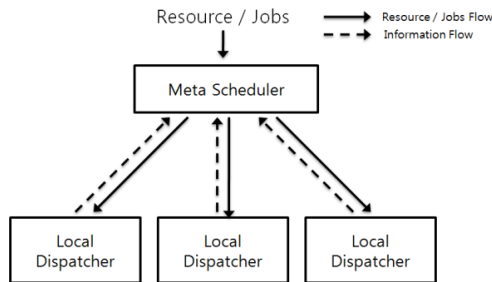 Resource / Jobs
Resource / Jobs Flow
Information Flow
Meta Scheduler
Local
Dispatcher
Local
Dispatcher
Local
Dispatcher